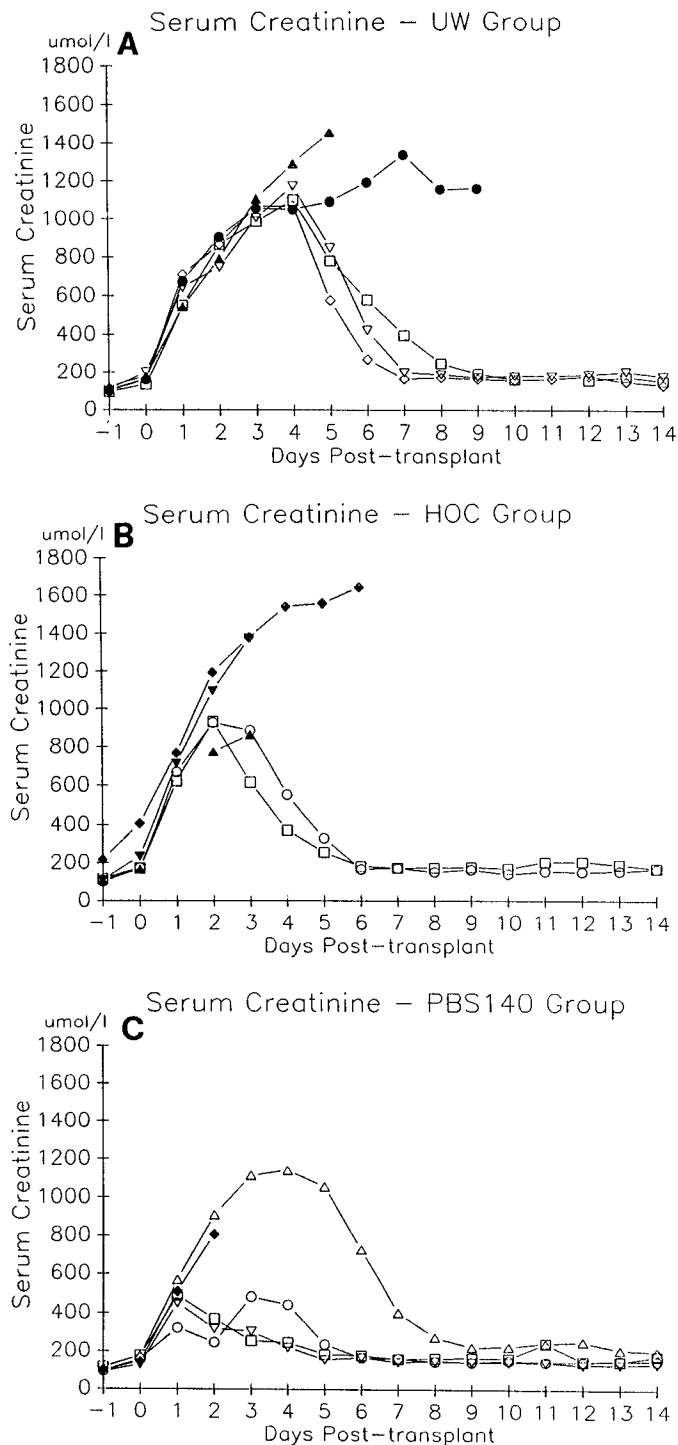 Serum Creatinine – UW Group
umol/l A
1800
1600
1400
1200
1000
800
600
400
200
0
Serum Creatinine
−1 0 1 2 3 4 5 6 7 8 9 10 11 12 13 14
Days Post–transplant
Serum Creatinine – HOC Group
umol/l B
1800
1600
1400
1200
1000
800
600
400
200
0
Serum Creatinine
−1 0 1 2 3 4 5 6 7 8 9 10 11 12 13 14
Days Post–transplant
Serum Creatinine – PBS140 Group
umol/l C
1800
1600
1400
1200
1000
800
600
400
200
0
Serum Creatinine
−1 0 1 2 3 4 5 6 7 8 9 10 11 12 13 14
Days Post–transplant